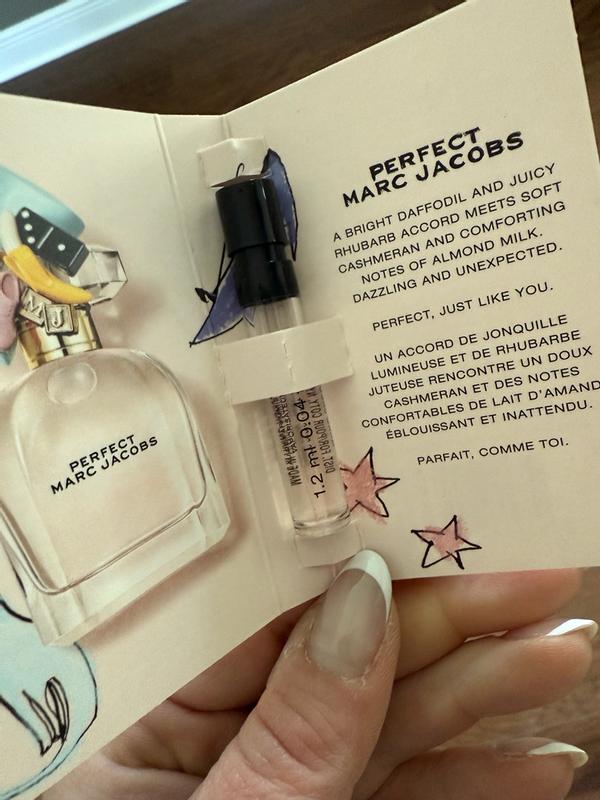 M J
PERFECT
MARC JACOBS
1.2 ml - 0.04
PERFECT
MARC JACOBS
A BRIGHT DAFFODIL AND JUICY
RHUBARB ACCORD MEETS SOFT
CASHMERAN AND COMFORTING
NOTES OF ALMOND MILK.
DAZZLING AND UNEXPECTED.
PERFECT, JUST LIKE YOU.
UN ACCORD DE JONQUILLE
LUMINEUSE ET DE RHUBARBE
JUTEUSE RENCONTRE UN DOUX
CASHMERAN ET DES NOTES
CONFORTABLES DE LAIT D'AMAND
ÉBLOUISSANT ET INATTENDU.
PARFAIT, COMME TOI.